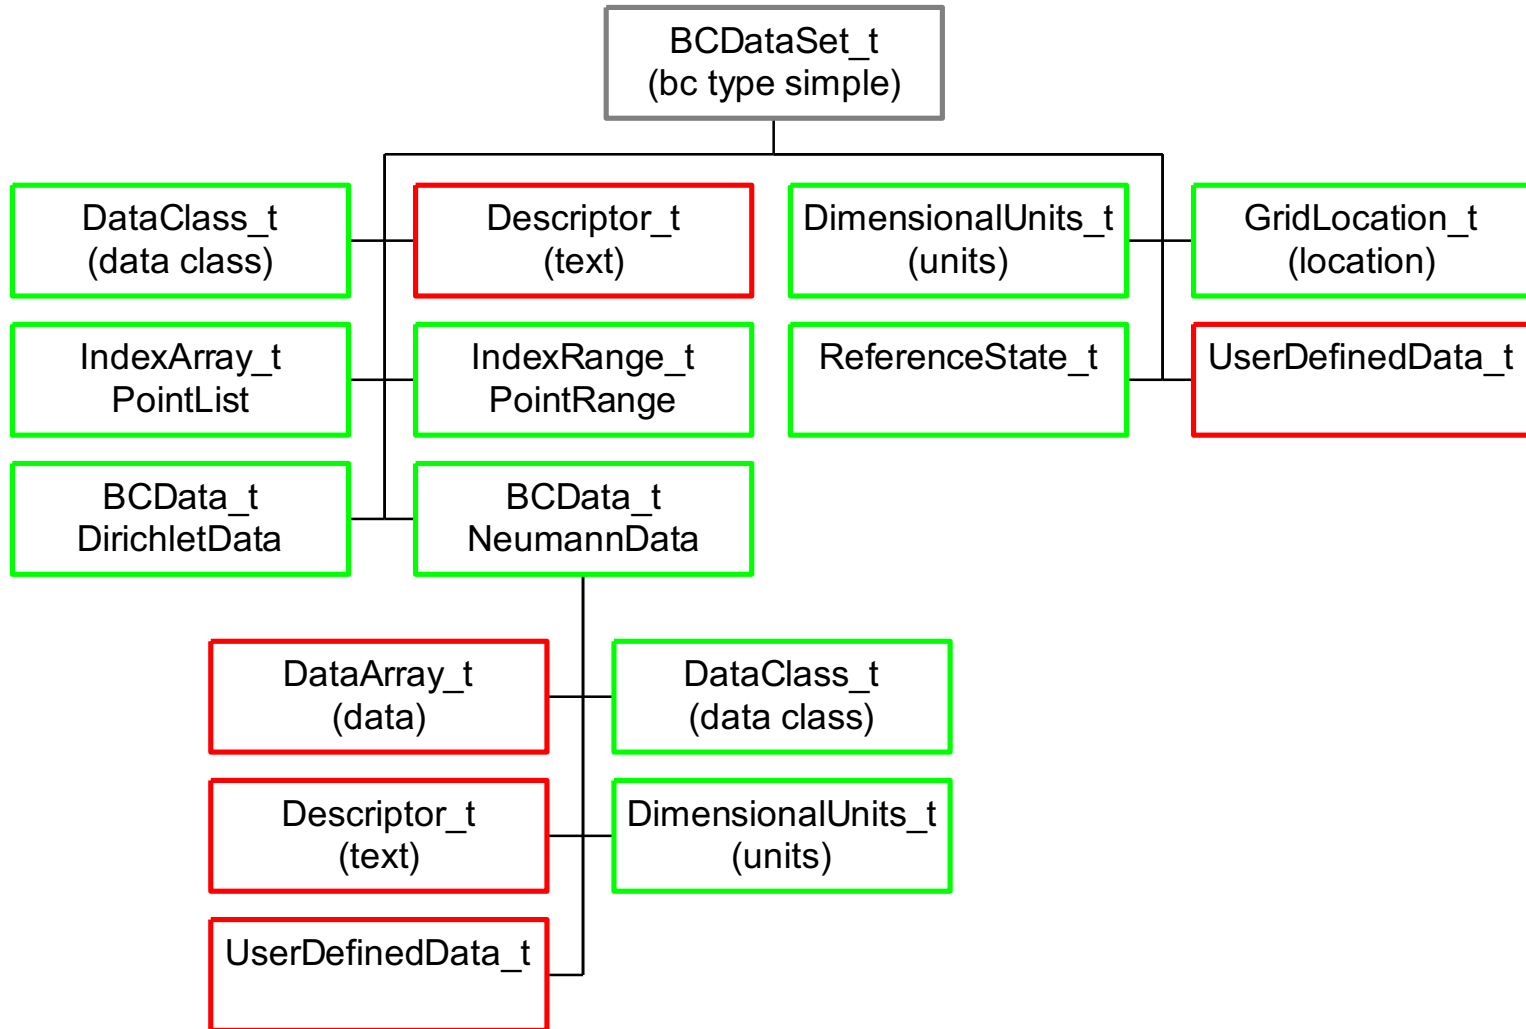 BCDataSet_t
(bc type simple)
DataClass_t
(data class)
Descriptor_t
(text)
DimensionalUnits_t
(units)
GridLocation_t
(location)
IndexArray_t
PointList
IndexRange_t
PointRange
ReferenceState_t
UserDefinedData_t
BCData_t
DirichletData
BCData_t
NeumannData
DataArray_t
(data)
DataClass_t
(data class)
Descriptor_t
(text)
DimensionalUnits_t
(units)
UserDefinedData_t